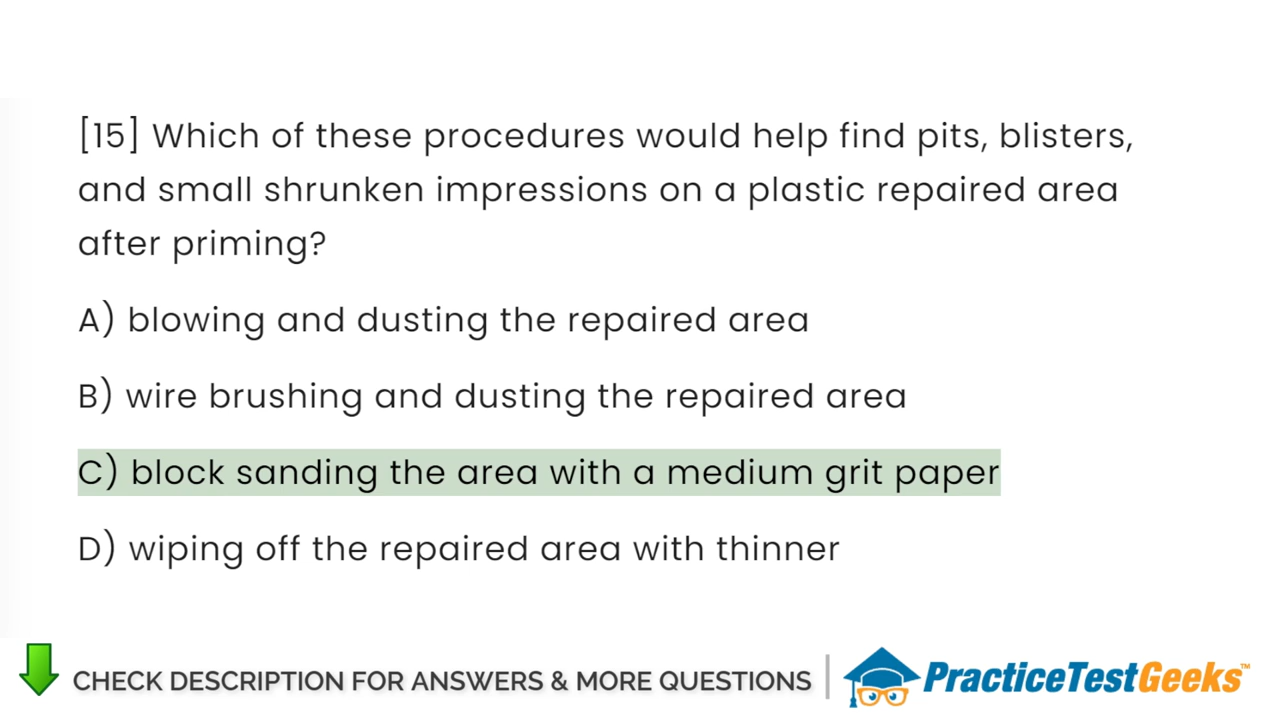 [15] Which of these procedures would help find pits, blisters,
and small shrunken impressions on a plastic repaired area
after priming?
A) blowing and dusting the repaired area
B) wire brushing and dusting the repaired area
C) block sanding the area with a medium grit paper
D) wiping off the repaired area with thinner
CHECK DESCRIPTION FOR ANSWERS & MORE QUESTIONS
PracticeTestGeeks™